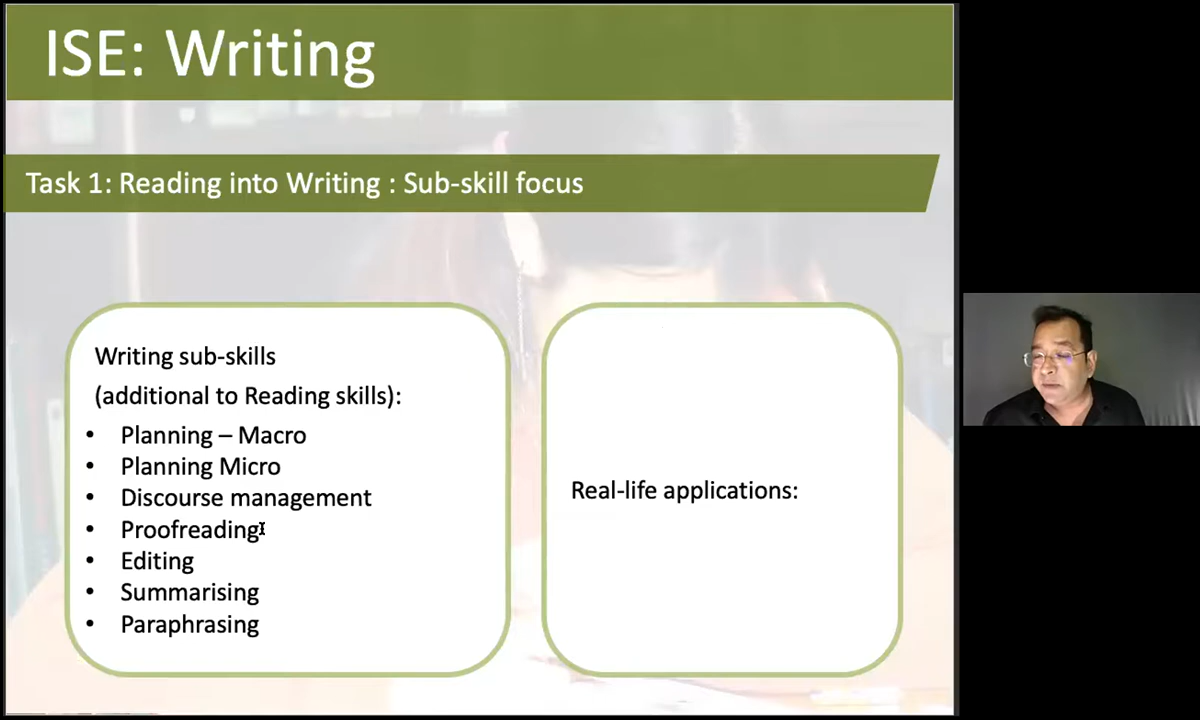 ISE: Writing
Task 1: Reading into Writing : Sub-skill focus
Writing sub-skills
(additional to Reading skills):
• Planning – Macro
• Planning Micro
• Discourse management
• Proofreading
• Editing
• Summarising
• Paraphrasing
Real-life applications: